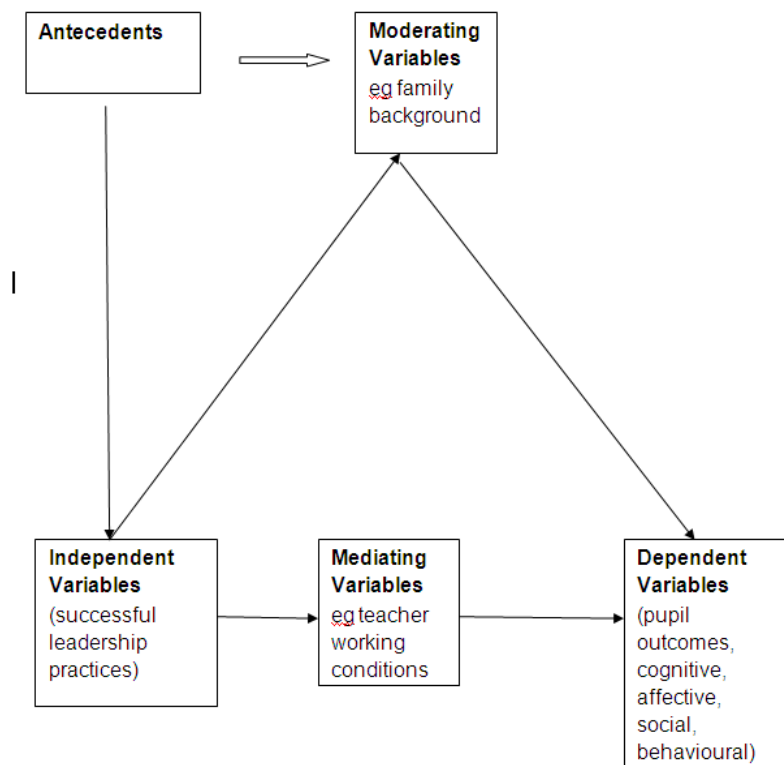 Antecedents
Moderating
Variables
eg family
background
Independent
Variables
(successful
leadership
practices)
Mediating
Variables
eg teacher
working
conditions
Dependent
Variables
(pupil
outcomes,
cognitive,
affective,
social,
behavioural)